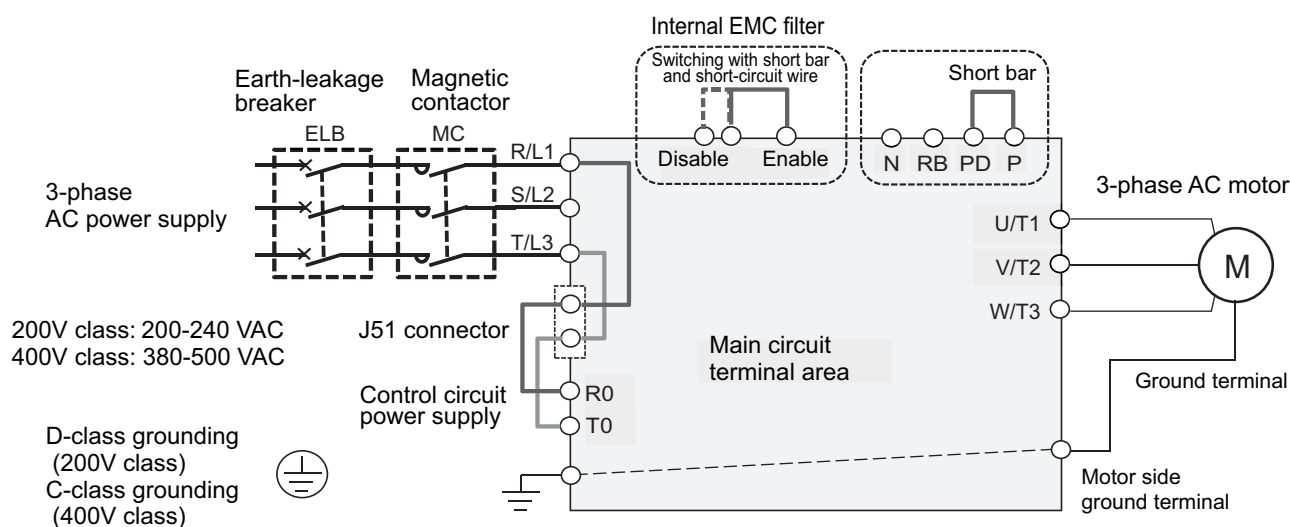 Internal EMC filter
Switching with short bar
and short-circuit wire
Short bar
Earth-leakage
breaker
Magnetic
contactor
ELB
MC
R/L1
Disable
Enable
N
RB
PD
P
3-phase
AC power supply
S/L2
3-phase AC motor
T/L3
U/T1
V/T2
M
W/T3
200V class: 200-240 VAC
400V class: 380-500 VAC
J51 connector
Main circuit
terminal area
Control circuit
power supply
R0
T0
Ground terminal
D-class grounding
(200V class)
C-class grounding
(400V class)
Motor side
ground terminal